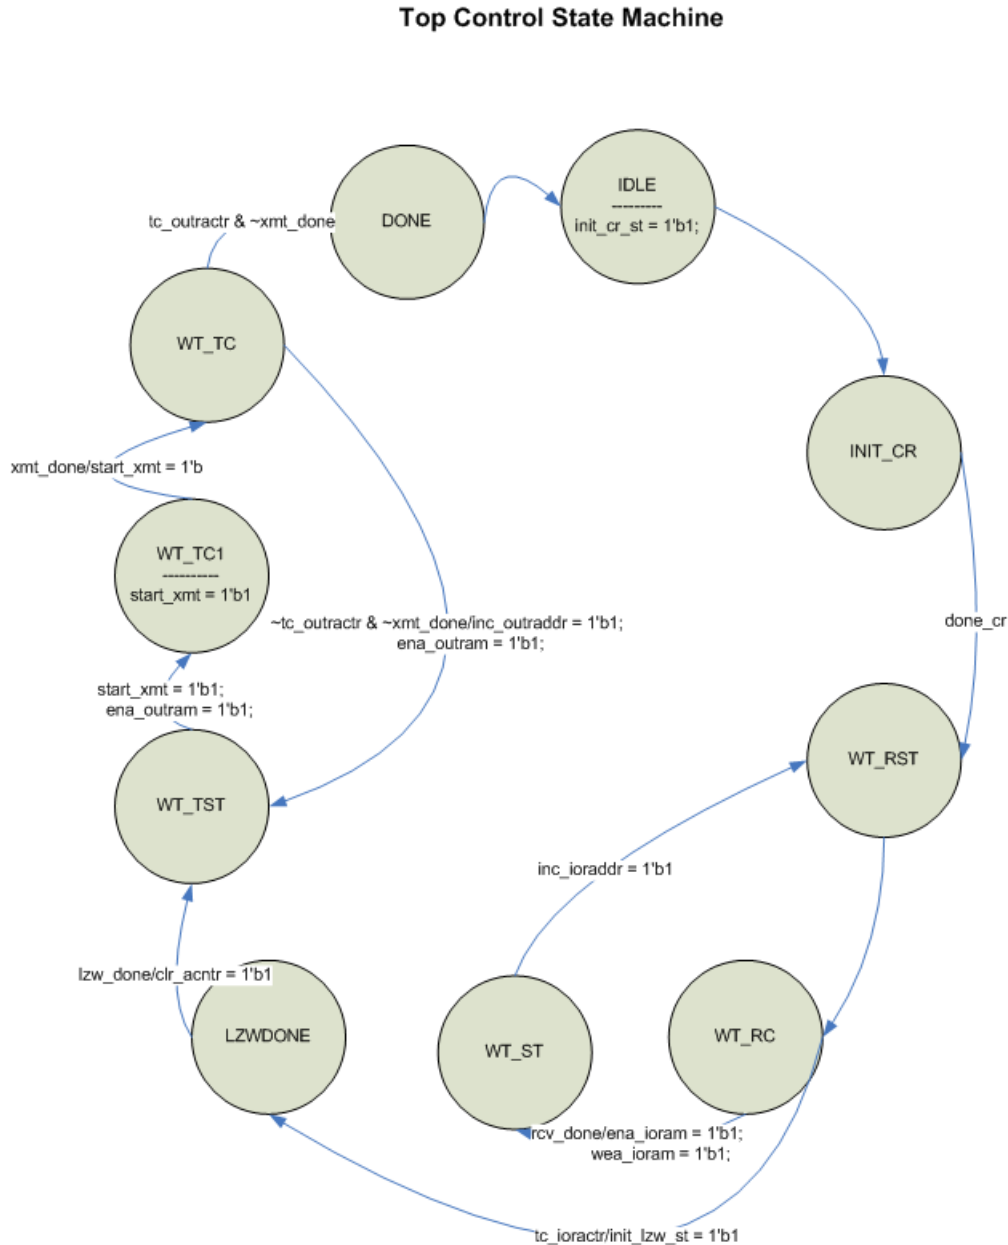 Top Control State Machine
IDLE
---------
init_cr_st = 1'b1;
DONE
tc_outractr & ~xmt_done
WT_TC
INIT_CR
xmt_done/start_xmt = 1'b
WT_TC1
----------
start_xmt = 1'b1
~tc_outractr & ~xmt_done/inc_outraddr = 1'b1;
ena_outram = 1'b1;
done_cr
start_xmt = 1'b1;
ena_outram = 1'b1;
WT_RST
WT_TST
inc_ioraddr = 1'b1
lzw_done/clr_acntr = 1'b1
LZWDONE
WT_ST
WT_RC
rcv_done/ena_ioram = 1'b1;
wea_ioram = 1'b1;
tc_ioractr/init_lzw_st = 1'b1